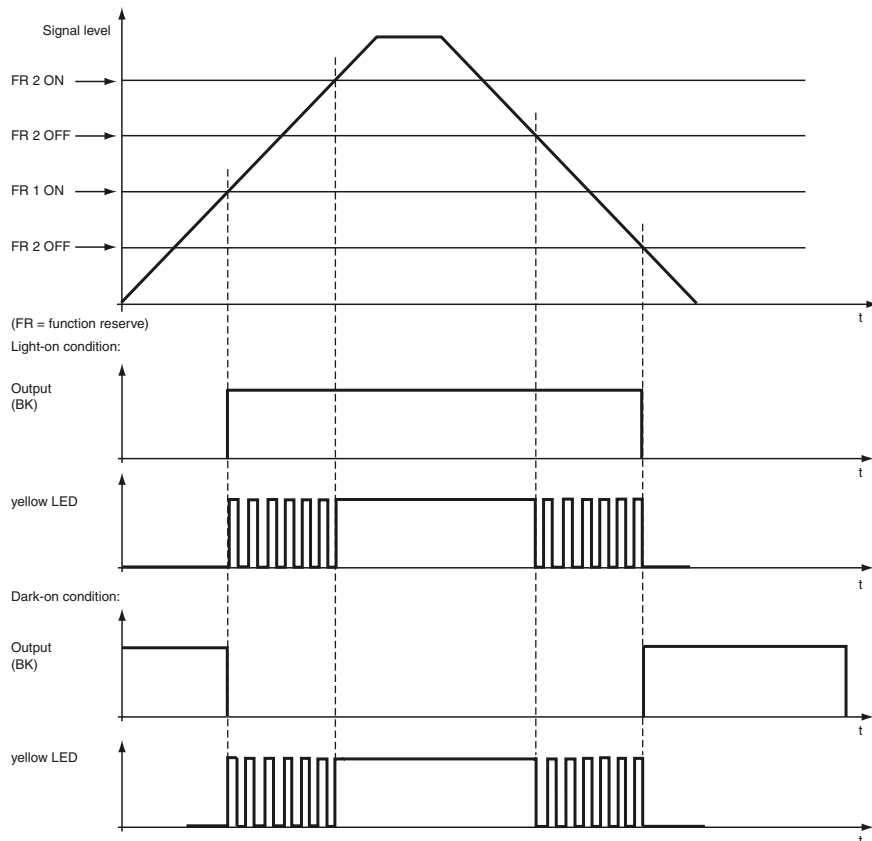 Signal level
FR 2 ON
FR 2 OFF
FR 1 ON
FR 2 OFF
t
(FR = function reserve)
Light-on condition:
Output
(BK)
t
yellow LED
t
Dark-on condition:
Output
(BK)
t
yellow LED
t